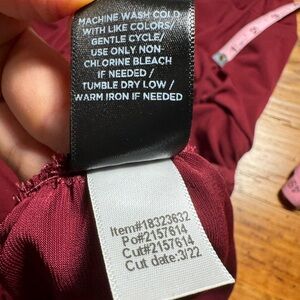 MACHINE WASH COLD
WITH LIKE COLORS/
GENTLE CYCLE/
USE ONLY NON-
CHLORINE BLEACH
IF NEEDED/
TUMBLE DRY LOW/
WARM IRON IF NEEDED/
Item#18323632
Po#2157614
Cut#2157614
Cut date:3/22